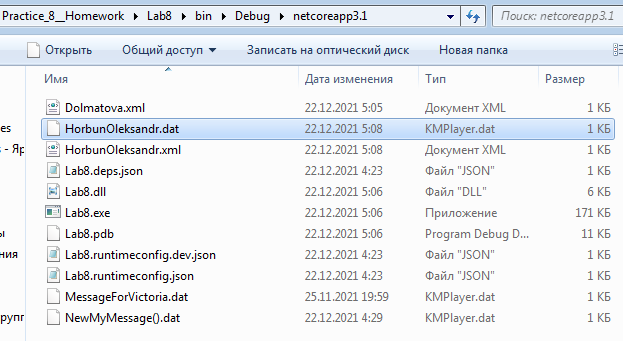 Practice_8__Homework ▸ Lab8 ▸ bin ▸ Debug ▸ netcoreapp3.1 Поиск: netcoreapp3.1
Открыть Общий доступ Записать на оптический диск Новая папка
Имя Дата изменения Тип Размер
Dolmatova.xml 22.12.2021 5:05 Документ XML 1 КБ
HorbunOleksandr.dat 22.12.2021 5:08 KMPlayer.dat 1 КБ
HorbunOleksandr.xml 22.12.2021 5:08 Документ XML 1 КБ
es Lab8.deps.json 22.12.2021 4:23 Файл "JSON" 1 КБ
- Яр Lab8.dll 22.12.2021 5:06 Файл "DLL" 6 КБ
Lab8.exe 22.12.2021 5:06 Приложение 171 КБ
ы Lab8.pdb 22.12.2021 5:06 Program Debug D... 11 КБ
ния Lab8.runtimeconfig.dev.json 22.12.2021 4:23 Файл "JSON" 1 КБ
Lab8.runtimeconfig.json 22.12.2021 4:23 Файл "JSON" 1 КБ
MessageForVictoria.dat 25.11.2021 19:59 KMPlayer.dat 1 КБ
рупп NewMyMessage().dat 22.12.2021 4:29 KMPlayer.dat 1 КБ